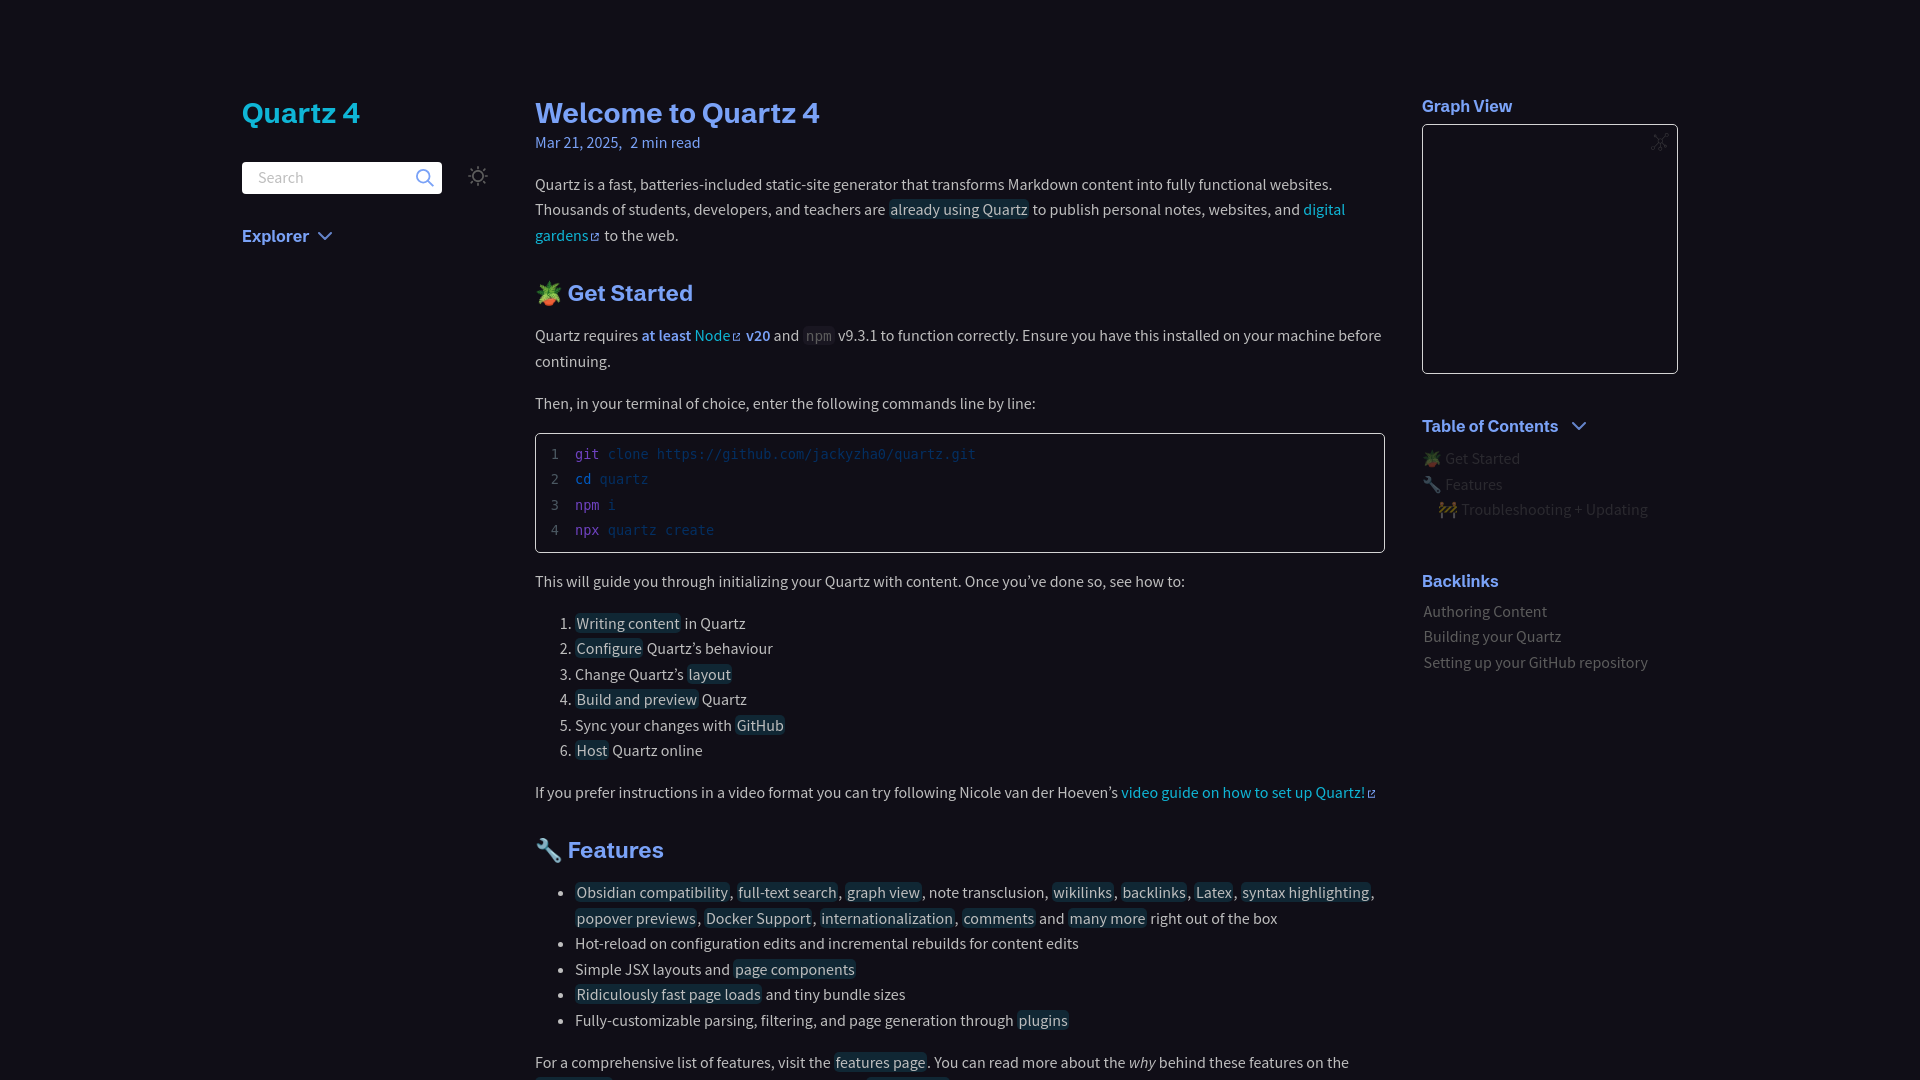 Quartz 4
Search
Explorer
Welcome to Quartz 4
Mar 21, 2025, 2 min read
Quartz is a fast, batteries-included static-site generator that transforms Markdown content into fully functional websites.
Thousands of students, developers, and teachers are already using Quartz to publish personal notes, websites, and digital
gardens to the web.
🪴 Get Started
Quartz requires at least Node v20 and npm v9.3.1 to function correctly. Ensure you have this installed on your machine before
continuing.
Then, in your terminal of choice, enter the following commands line by line:
1 git clone https://github.com/jackyzha0/quartz.git
2 cd quartz
3 npm i
4 npx quartz create
This will guide you through initializing your Quartz with content. Once you’ve done so, see how to:
1. Writing content in Quartz
2. Configure Quartz’s behaviour
3. Change Quartz’s layout
4. Build and preview Quartz
5. Sync your changes with GitHub
6. Host Quartz online
If you prefer instructions in a video format you can try following Nicole van der Hoeven’s video guide on how to set up Quartz!
🔧 Features
• Obsidian compatibility, full-text search, graph view, note transclusion, wikilinks, backlinks, Latex, syntax highlighting,
popover previews, Docker Support, internationalization, comments and many more right out of the box
• Hot-reload on configuration edits and incremental rebuilds for content edits
• Simple JSX layouts and page components
• Ridiculously fast page loads and tiny bundle sizes
• Fully-customizable parsing, filtering, and page generation through plugins
For a comprehensive list of features, visit the features page. You can read more about the why behind these features on the
Graph View
Table of Contents
🪴 Get Started
🔧 Features
🚧 Troubleshooting + Updating
Backlinks
Authoring Content
Building your Quartz
Setting up your GitHub repository